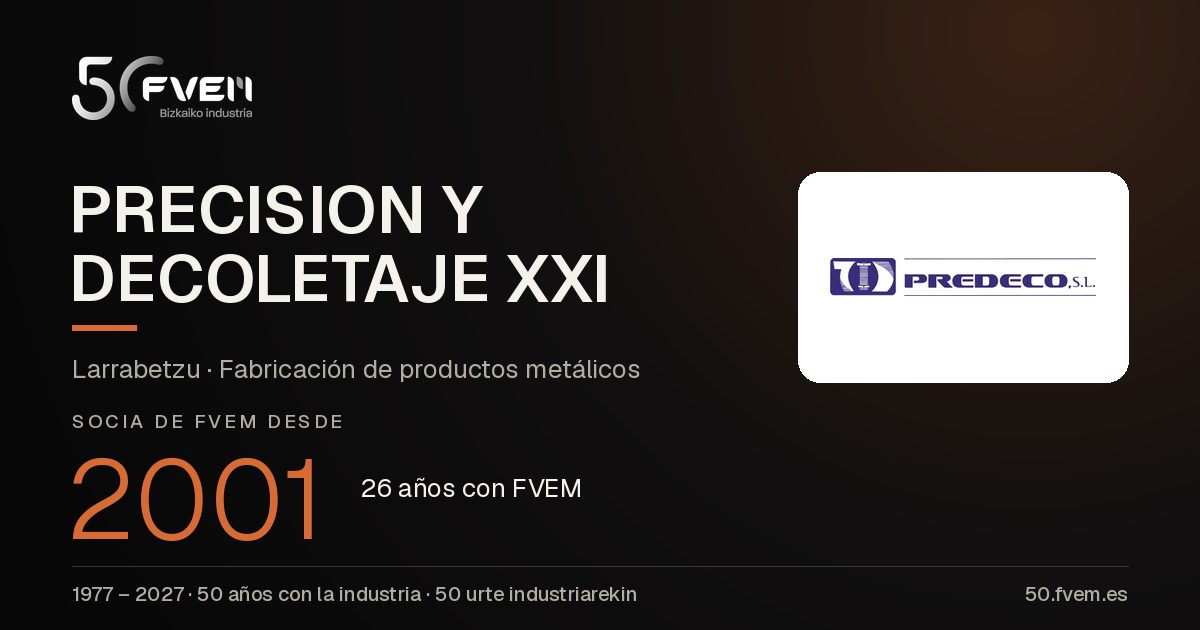 50 FVEM
Bizkaiko industria
PRECISION Y
DECOLETAJE XXI
PREDECO, S.L.
Larrabetzu · Fabricación de productos metálicos
SOCIA DE FVEM DESDE
2001
26 años con FVEM
1977 – 2027 · 50 años con la industria · 50 urte industriarekin
50.fvem.es